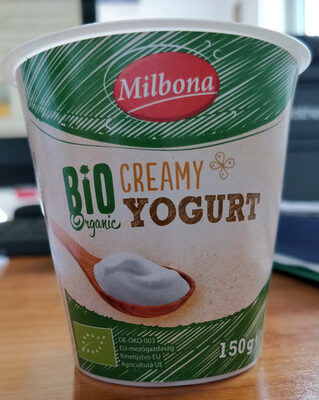 Milbona
BiO
Organic
CREAMY
YOGURT
DE-ÖKO-003
EU-mezőgazdaság
Kmetijstvo EU
Agricultura UE
150g